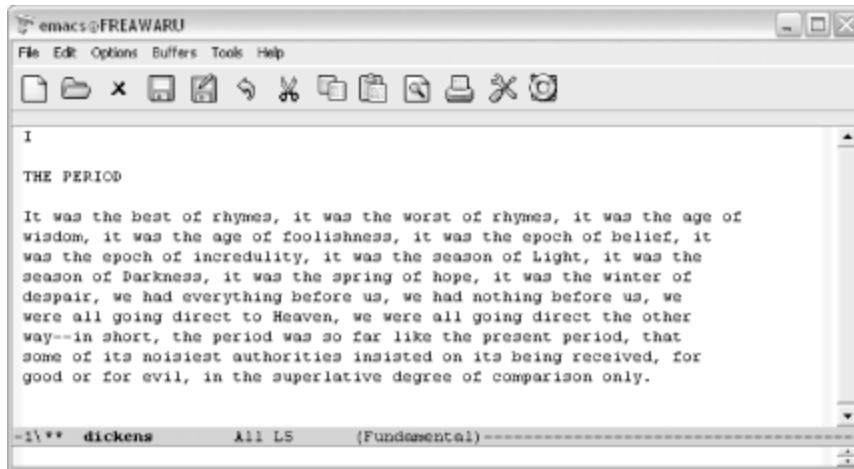 emacs@FREAWARU
File Edit Options Buffers Tools Help
I
THE PERIOD
It was the best of rhymes, it was the worst of rhymes, it was the age of
wisdom, it was the age of foolishness, it was the epoch of belief, it
was the epoch of incredulity, it was the season of Light, it was the
season of Darkness, it was the spring of hope, it was the winter of
despair, we had everything before us, we had nothing before us, we
were all going direct to Heaven, we were all going direct the other
way--in short, the period was so far like the present period, that
some of its noisiest authorities insisted on its being received, for
good or for evil, in the superlative degree of comparison only.
-1\** dickens All L5 (Fundamental)--------------------------------------